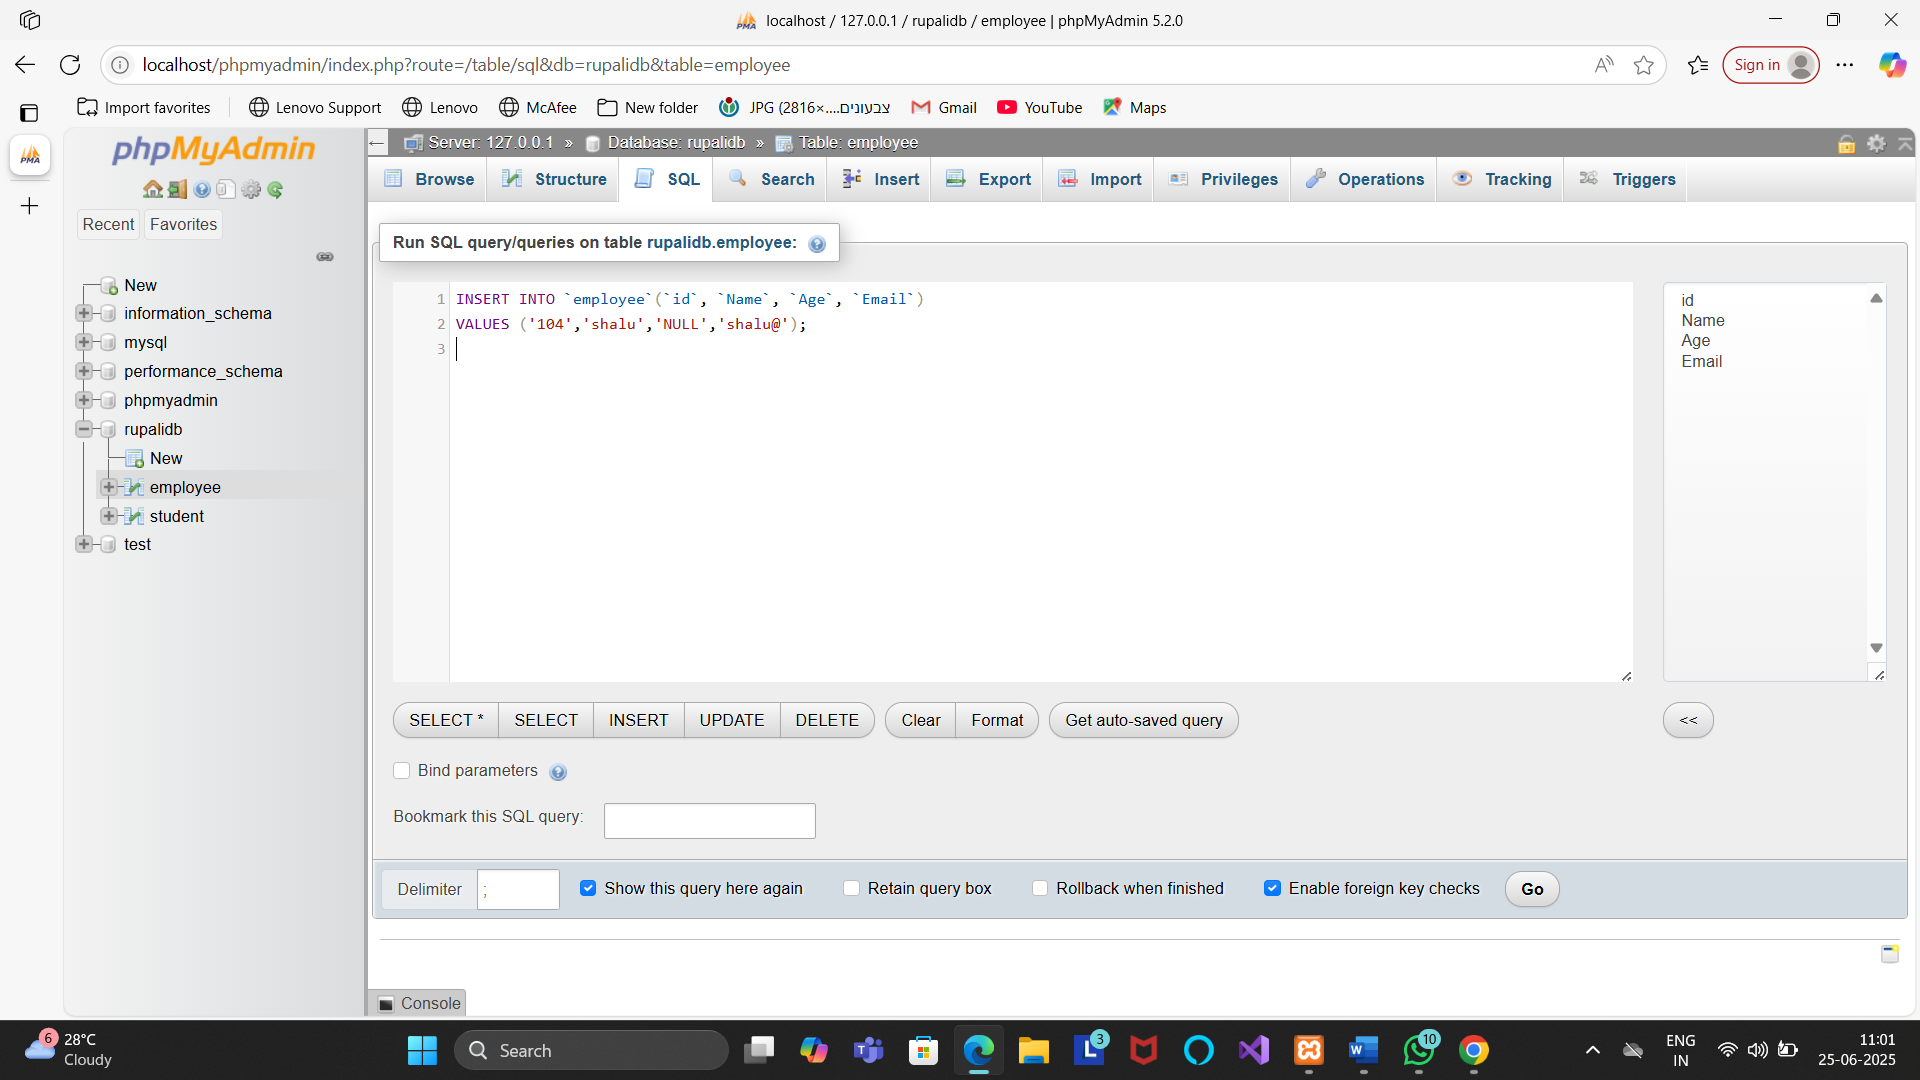 localhost / 127.0.0.1 / rupalidb / employee | phpMyAdmin 5.2.0
localhost/phpmyadmin/index.php?route=/table/sql&db=rupalidb&table=employee
Sign in
Import favorites
Lenovo Support
Lenovo
McAfee
New folder
JPG (2816×....צבעונים
Gmail
YouTube
Maps
PMA
phpMyAdmin
Recent
Favorites
New
information_schema
mysql
performance_schema
phpmyadmin
rupalidb
New
employee
student
test
Server: 127.0.0.1 » Database: rupalidb » Table: employee
Browse
Structure
SQL
Search
Insert
Export
Import
Privileges
Operations
Tracking
Triggers
Run SQL query/queries on table rupalidb.employee:
1 INSERT INTO `employee`(`id`, `Name`, `Age`, `Email`)
2 VALUES ('104','shalu','NULL','shalu@');
3
id
Name
Age
Email
SELECT *
SELECT
INSERT
UPDATE
DELETE
Clear
Format
Get auto-saved query
<<
Bind parameters
Bookmark this SQL query:
Delimiter ;
Show this query here again
Retain query box
Rollback when finished
Enable foreign key checks
Go
Console
6
28°C
Cloudy
Search
3
10
ENG
IN
11:01
25-06-2025